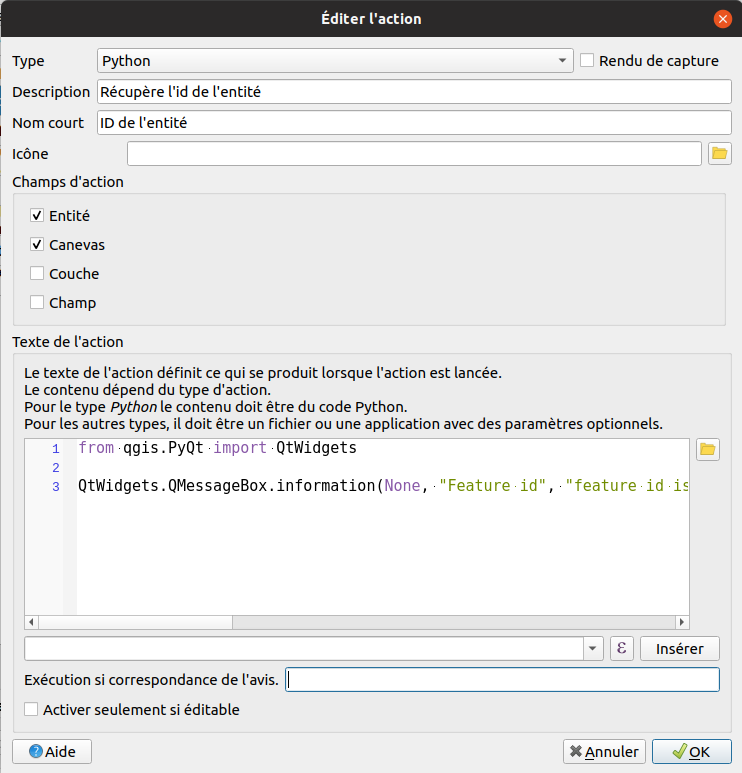 Éditer l'action
Type Python Rendu de capture
Description Récupère l'id de l'entité
Nom court ID de l'entité
Icône
Champs d'action
Entité
Canevas
Couche
Champ
Texte de l'action
Le texte de l'action définit ce qui se produit lorsque l'action est lancée.
Le contenu dépend du type d'action.
Pour le type Python le contenu doit être du code Python.
Pour les autres types, il doit être un fichier ou une application avec des paramètres optionnels.
1 from·qgis.PyQt·import·QtWidgets
2
3 QtWidgets.QMessageBox.information(None,·"Feature·id",·"feature·id·is
ε Insérer
Exécution si correspondance de l'avis.
Activer seulement si éditable
Aide Annuler OK